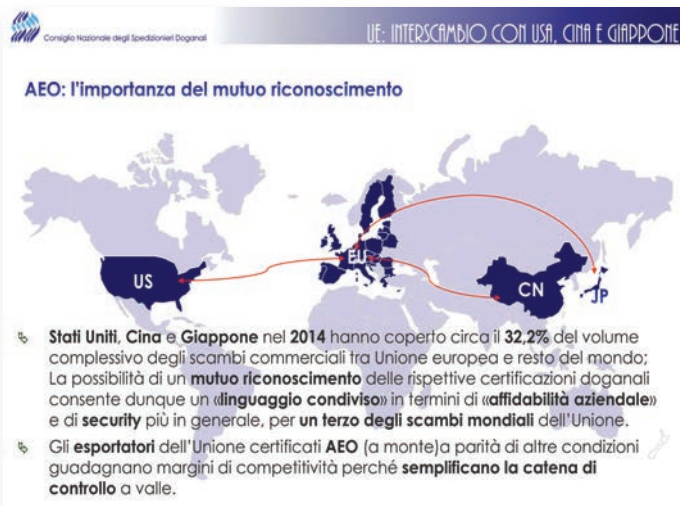 Consiglio Nazionale degli Spedizionieri Doganali
UE: INTERSCAMBIO CON USA, CINA E GIAPPONE
AEO: l'importanza del mutuo riconoscimento
EU
US
CN
JP
Stati Uniti, Cina e Giappone nel 2014 hanno coperto circa il 32,2% del volume
complessivo degli scambi commerciali tra Unione europea e resto del mondo;
La possibilità di un mutuo riconoscimento delle rispettive certificazioni doganali
consente dunque un «linguaggio condiviso» in termini di «affidabilità aziendale»
e di security più in generale, per un terzo degli scambi mondiali dell'Unione.
Gli esportatori dell'Unione certificati AEO (a monte)a parità di altre condizioni
guadagnano margini di competitività perché semplificano la catena di
controllo a valle.